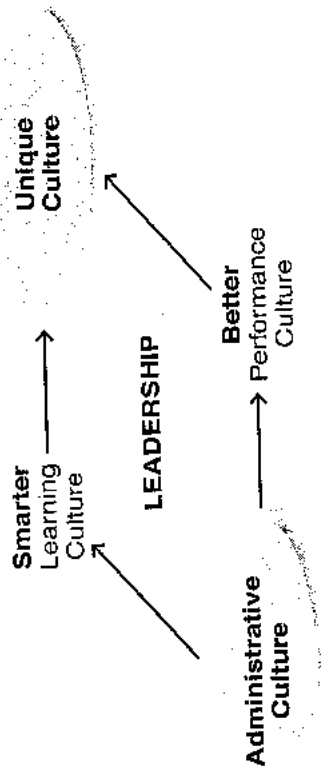 Unique
Culture
Smarter
Learning
Culture
LEADERSHIP
Better
Performance
Culture
Administrative
Culture